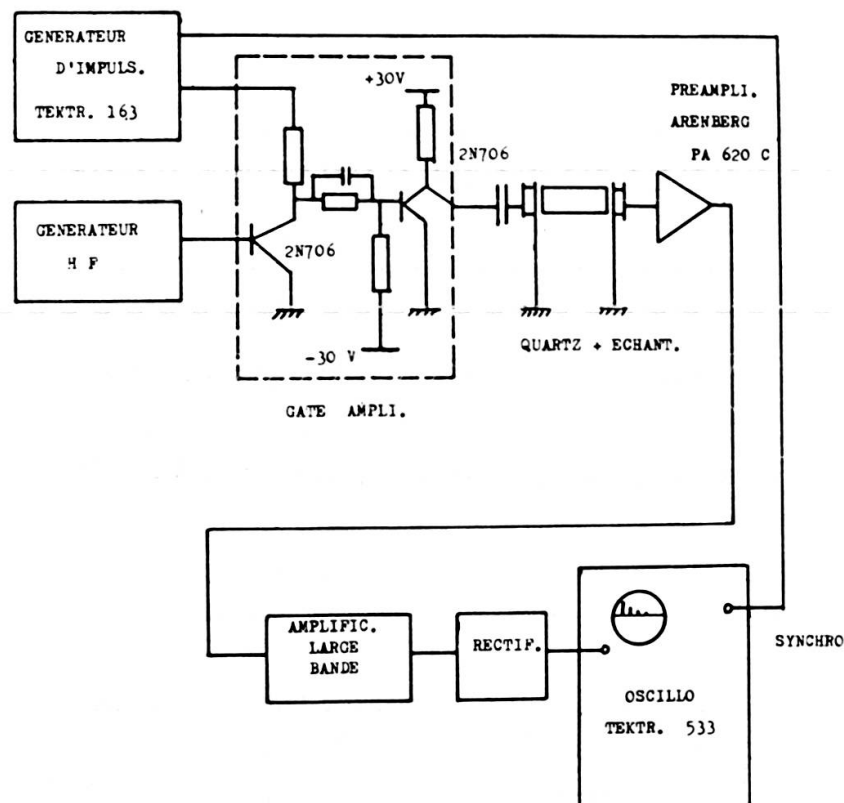 GENERATEUR
D'IMPULS.
TEKTR. 163
GENERATEUR
H F
+30V
2N706
2N706
-30 V
GATE AMPLI.
PREAMPLI.
ARENBERG
PA 620 C
QUARTZ + ECHANT.
AMPLIFIC.
LARGE
BANDE
RECTIF.
OSCILLO
TEKTR. 533
SYNCHRO